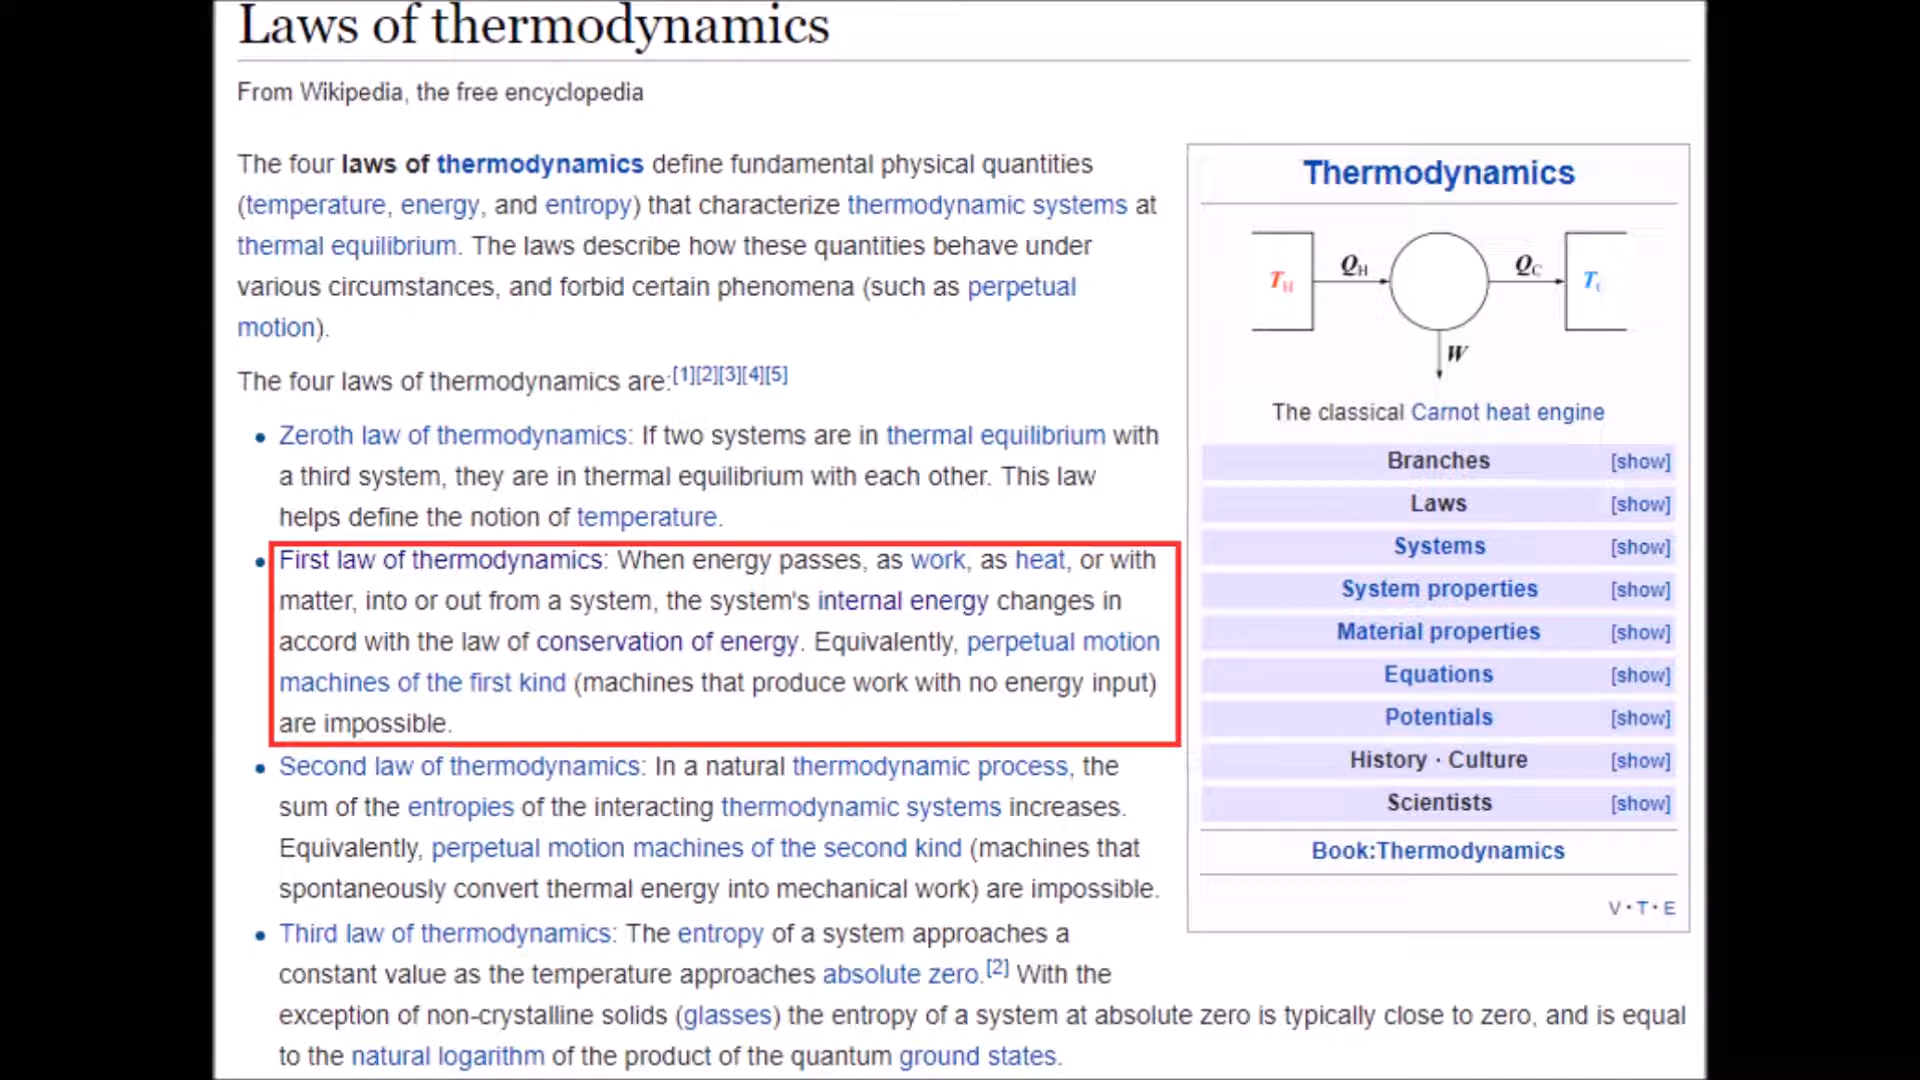 Laws of thermodynamics
From Wikipedia, the free encyclopedia
The four laws of thermodynamics define fundamental physical quantities
(temperature, energy, and entropy) that characterize thermodynamic systems at
thermal equilibrium. The laws describe how these quantities behave under
various circumstances, and forbid certain phenomena (such as perpetual
motion).
The four laws of thermodynamics are:[1][2][3][4][5]
• Zeroth law of thermodynamics: If two systems are in thermal equilibrium with
a third system, they are in thermal equilibrium with each other. This law
helps define the notion of temperature.
• First law of thermodynamics: When energy passes, as work, as heat, or with
matter, into or out from a system, the system's internal energy changes in
accord with the law of conservation of energy. Equivalently, perpetual motion
machines of the first kind (machines that produce work with no energy input)
are impossible.
• Second law of thermodynamics: In a natural thermodynamic process, the
sum of the entropies of the interacting thermodynamic systems increases.
Equivalently, perpetual motion machines of the second kind (machines that
spontaneously convert thermal energy into mechanical work) are impossible.
• Third law of thermodynamics: The entropy of a system approaches a
constant value as the temperature approaches absolute zero.[2] With the
exception of non-crystalline solids (glasses) the entropy of a system at absolute zero is typically close to zero, and is equal
to the natural logarithm of the product of the quantum ground states.
Thermodynamics
TH QH QC TC
W
The classical Carnot heat engine
Branches [show]
Laws [show]
Systems [show]
System properties [show]
Material properties [show]
Equations [show]
Potentials [show]
History · Culture [show]
Scientists [show]
Book:Thermodynamics
V · T · E